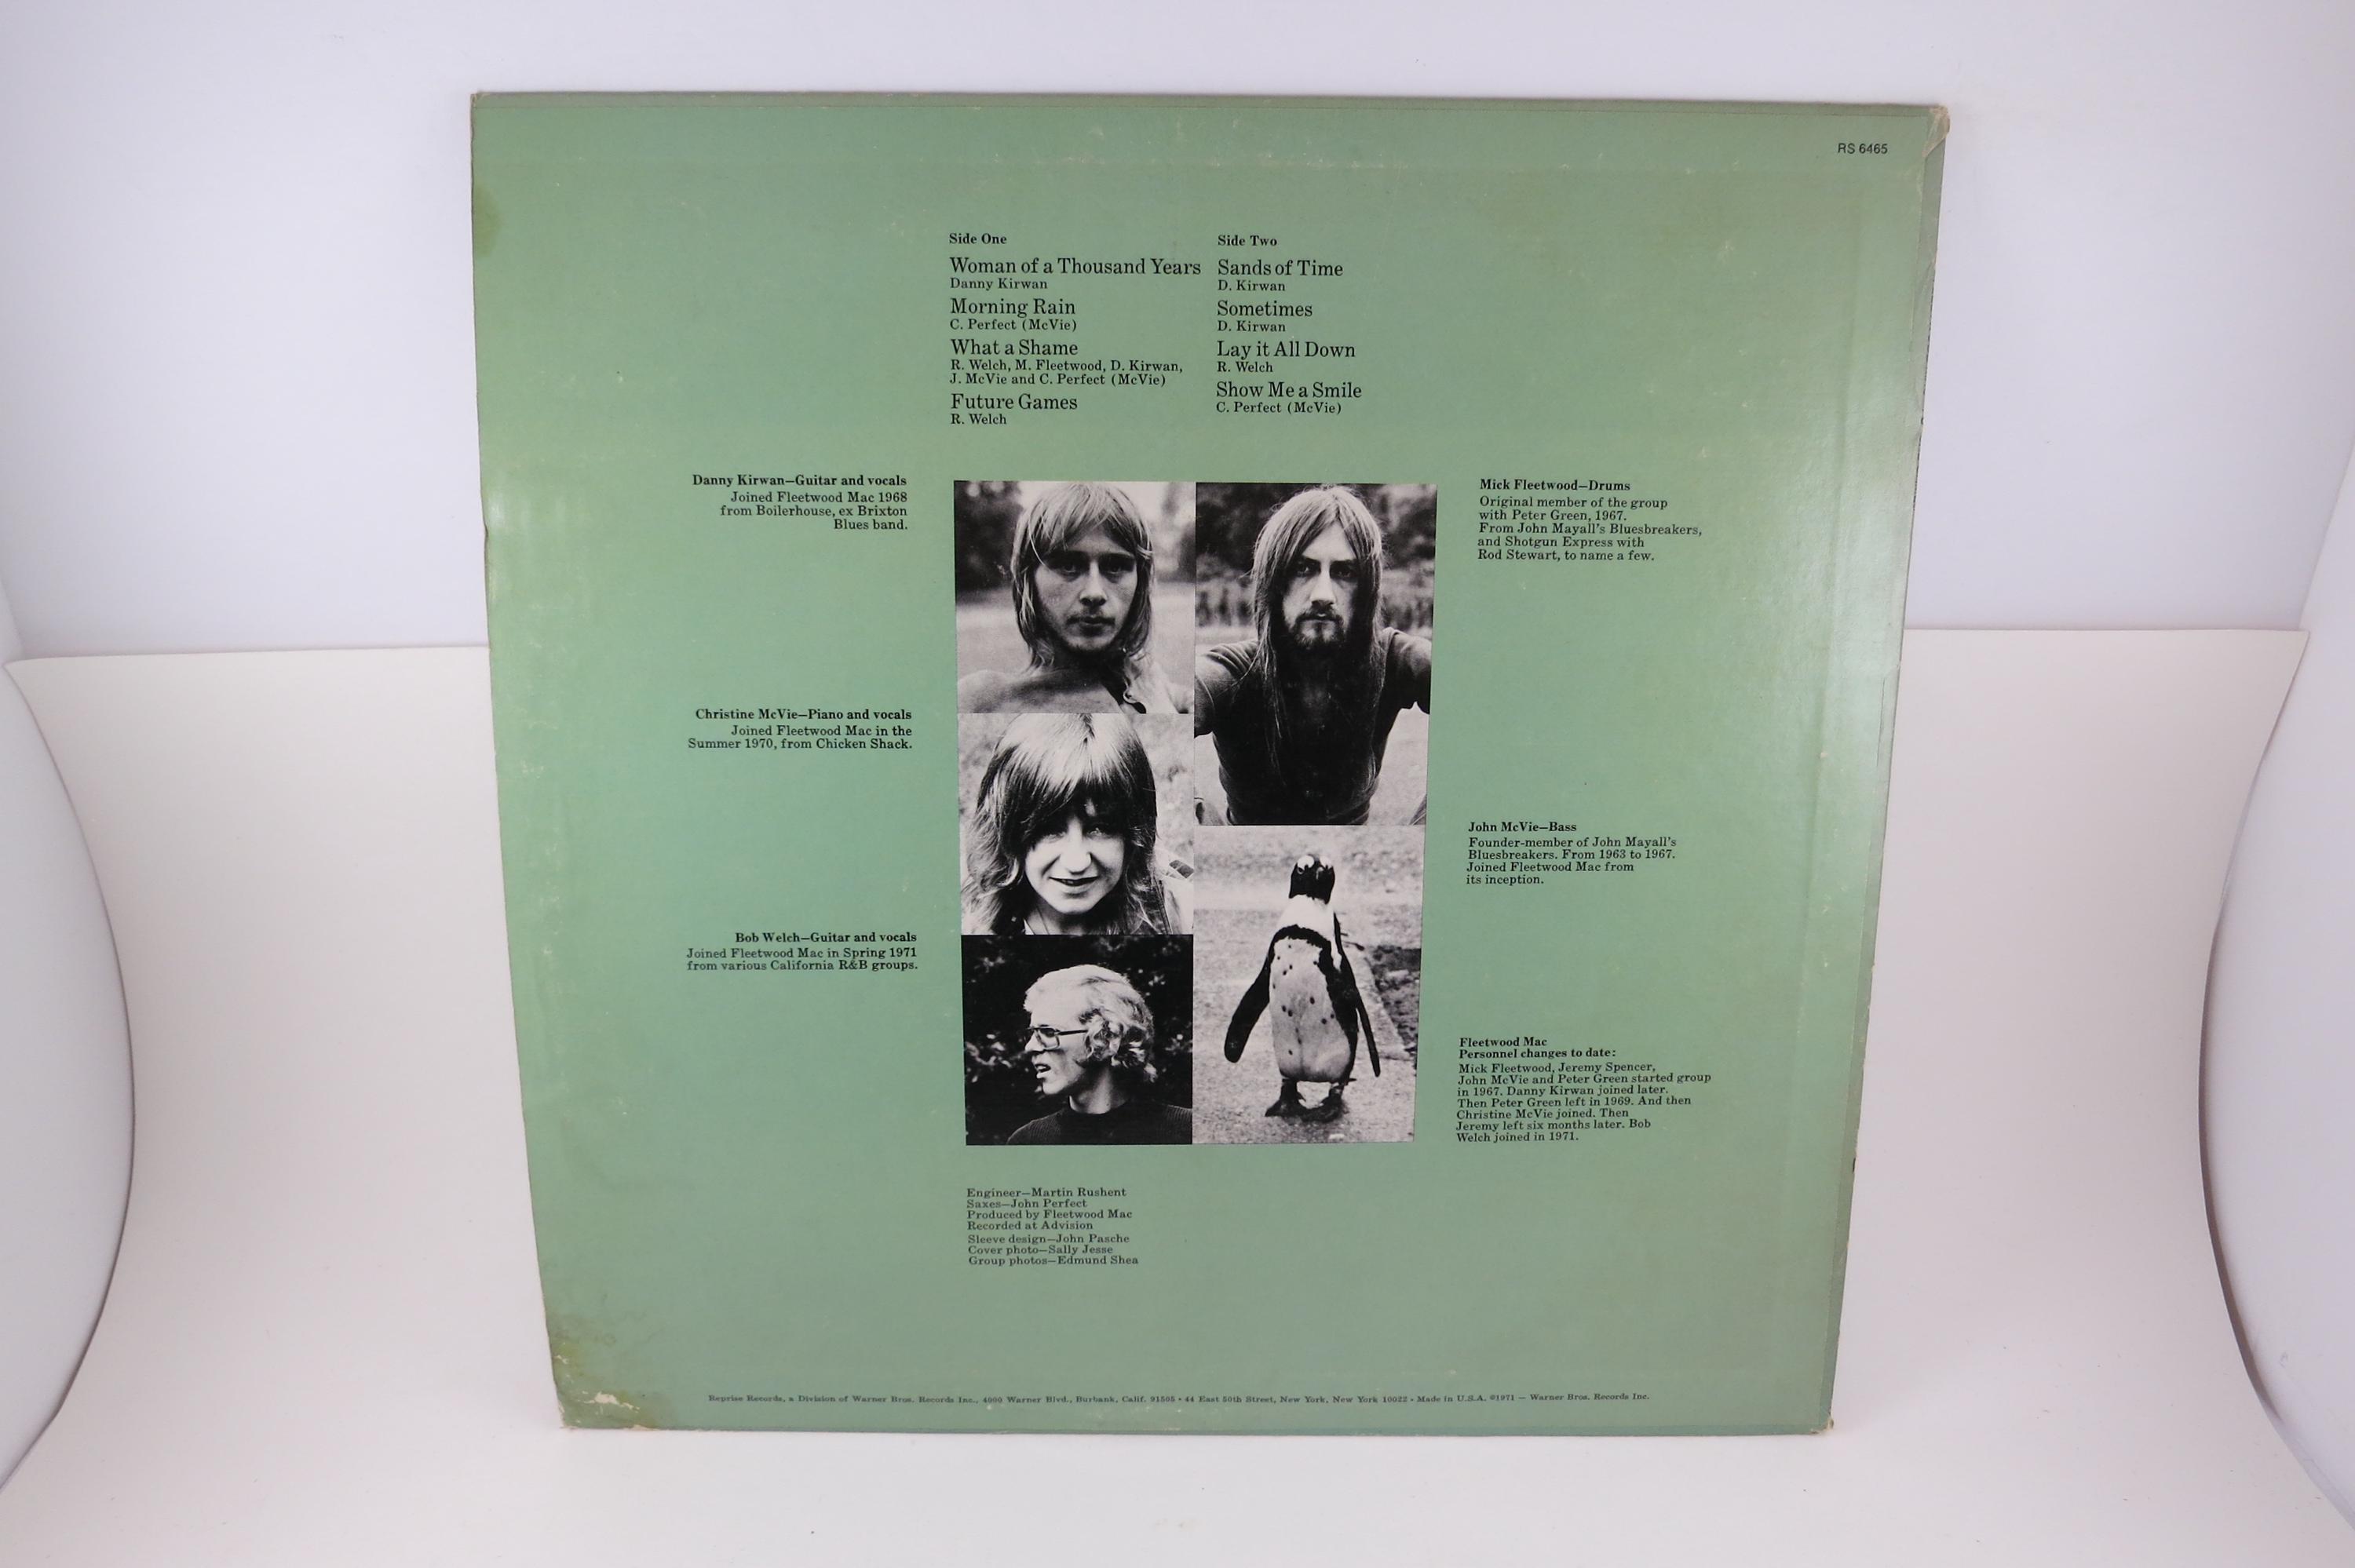 RS 6465
Side One
Woman of a Thousand Years
Danny Kirwan
Morning Rain
C. Perfect (McVie)
What a Shame
R. Welch, M. Fleetwood, D. Kirwan,
J. McVie and C. Perfect (McVie)
Future Games
R. Welch
Side Two
Sands of Time
D. Kirwan
Sometimes
D. Kirwan
Lay it All Down
R. Welch
Show Me a Smile
C. Perfect (McVie)
Danny Kirwan—Guitar and vocals
Joined Fleetwood Mac 1968
from Boilerhouse, ex Brixton
Blues band.
Christine McVie—Piano and vocals
Joined Fleetwood Mac in the
Summer 1970, from Chicken Shack.
Bob Welch—Guitar and vocals
Joined Fleetwood Mac in Spring 1971
from various California R&B groups.
Mick Fleetwood—Drums
Original member of the group
with Peter Green, 1967.
From John Mayall's Bluesbreakers,
and Shotgun Express with
Rod Stewart, to name a few.
John McVie—Bass
Founder-member of John Mayall's
Bluesbreakers. From 1963 to 1967.
Joined Fleetwood Mac from
its inception.
Fleetwood Mac
Personnel changes to date:
Mick Fleetwood, Jeremy Spencer,
John McVie and Peter Green started group
in 1967. Danny Kirwan joined later.
Then Peter Green left in 1969. And then
Christine McVie joined. Then
Jeremy left six months later. Bob
Welch joined in 1971.
Engineer—Martin Rushent
Saxes—John Perfect
Produced by Fleetwood Mac
Recorded at Advision
Sleeve design—John Pasche
Cover photo—Sally Jesse
Group photos—Edmund Shea
Reprise Records, a Division of Warner Bros. Records Inc., 4000 Warner Blvd., Burbank, Calif. 91505 • 44 East 50th Street, New York, New York 10022 • Made in U.S.A. ℗1971 — Warner Bros. Records Inc.